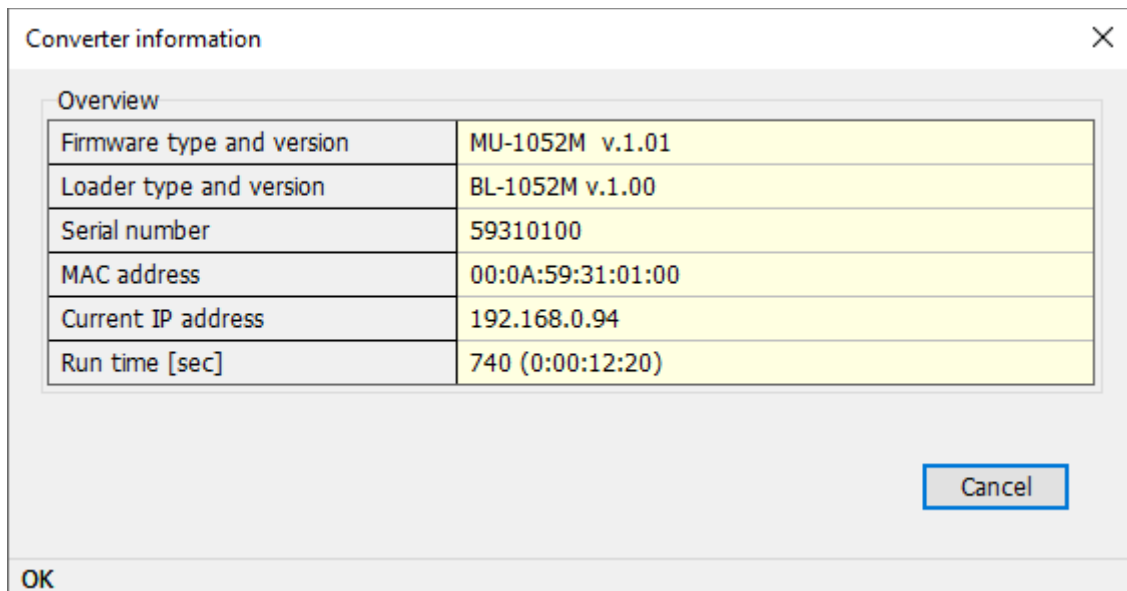 Converter information
Overview
Firmware type and version MU-1052M v.1.01
Loader type and version BL-1052M v.1.00
Serial number 59310100
MAC address 00:0A:59:31:01:00
Current IP address 192.168.0.94
Run time [sec] 740 (0:00:12:20)
Cancel
OK